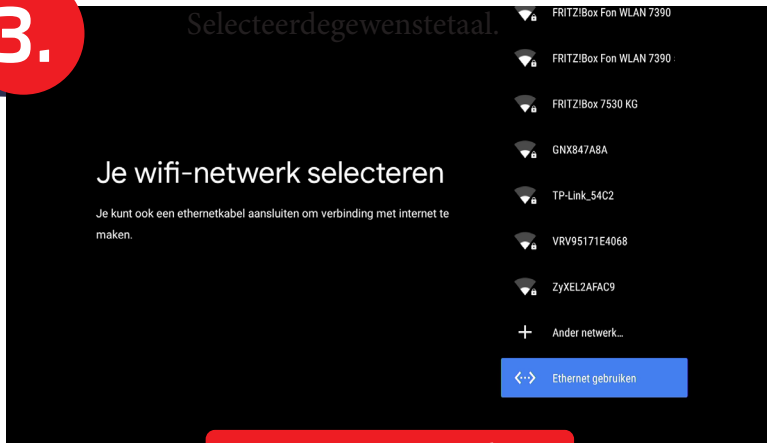 3.
Selecteerdegewenstetaal.
Je wifi-netwerk selecteren
Je kunt ook een ethernetkabel aansluiten om verbinding met internet te
maken.
FRITZ!Box Fon WLAN 7390
FRITZ!Box Fon WLAN 7390
FRITZ!Box 7530 KG
GNX847A8A
TP-Link_54C2
VRV95171E4068
ZyXEL2AFAC9
Ander netwerk...
Ethernet gebruiken